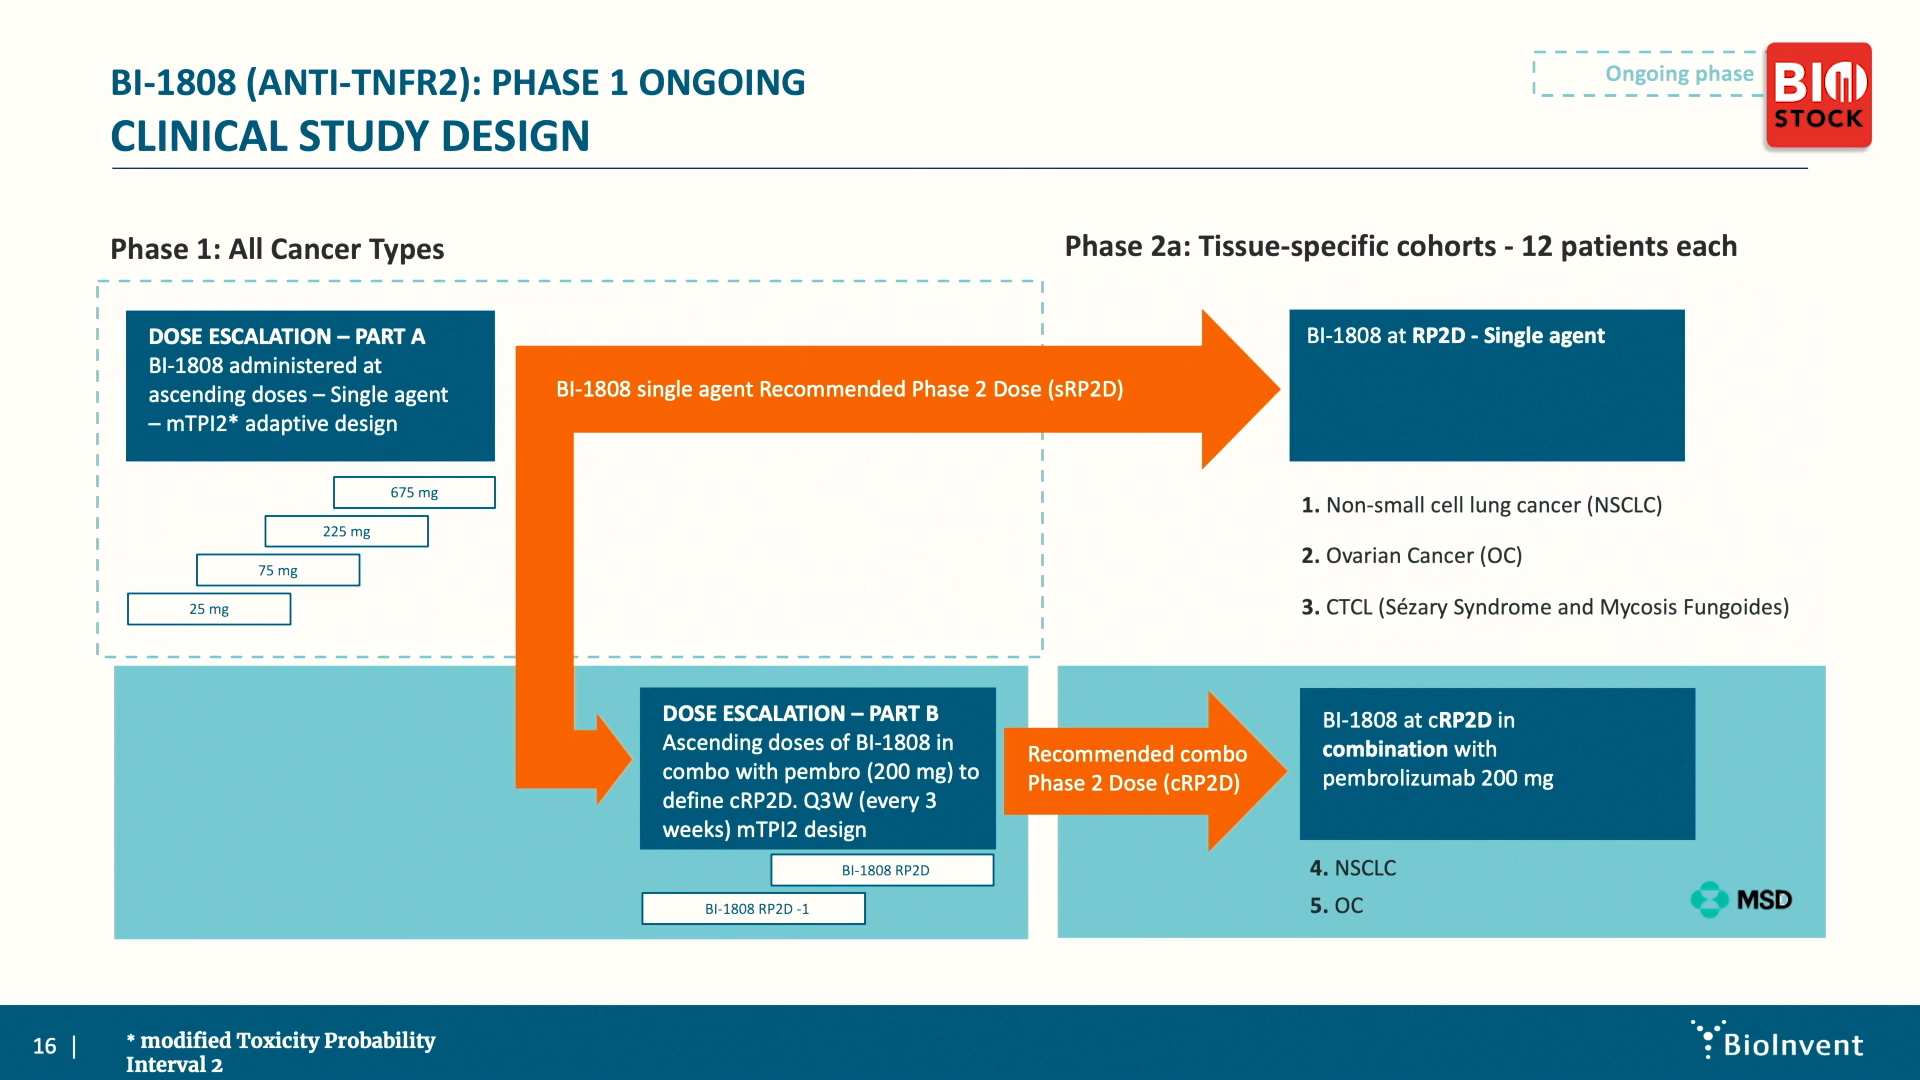 BI-1808 (ANTI-TNFR2): PHASE 1 ONGOING
CLINICAL STUDY DESIGN
Ongoing phase
BIO
STOCK
Phase 1: All Cancer Types
DOSE ESCALATION – PART A
BI-1808 administered at
ascending doses – Single agent
– mTPI2* adaptive design
675 mg
225 mg
75 mg
25 mg
BI-1808 single agent Recommended Phase 2 Dose (sRP2D)
DOSE ESCALATION – PART B
Ascending doses of BI-1808 in
combo with pembro (200 mg) to
define cRP2D. Q3W (every 3
weeks) mTPI2 design
BI-1808 RP2D
BI-1808 RP2D -1
Recommended combo
Phase 2 Dose (cRP2D)
Phase 2a: Tissue-specific cohorts - 12 patients each
BI-1808 at RP2D - Single agent
1. Non-small cell lung cancer (NSCLC)
2. Ovarian Cancer (OC)
3. CTCL (Sézary Syndrome and Mycosis Fungoides)
BI-1808 at cRP2D in
combination with
pembrolizumab 200 mg
4. NSCLC
5. OC
MSD
16 |
* modified Toxicity Probability
Interval 2
BioInvent